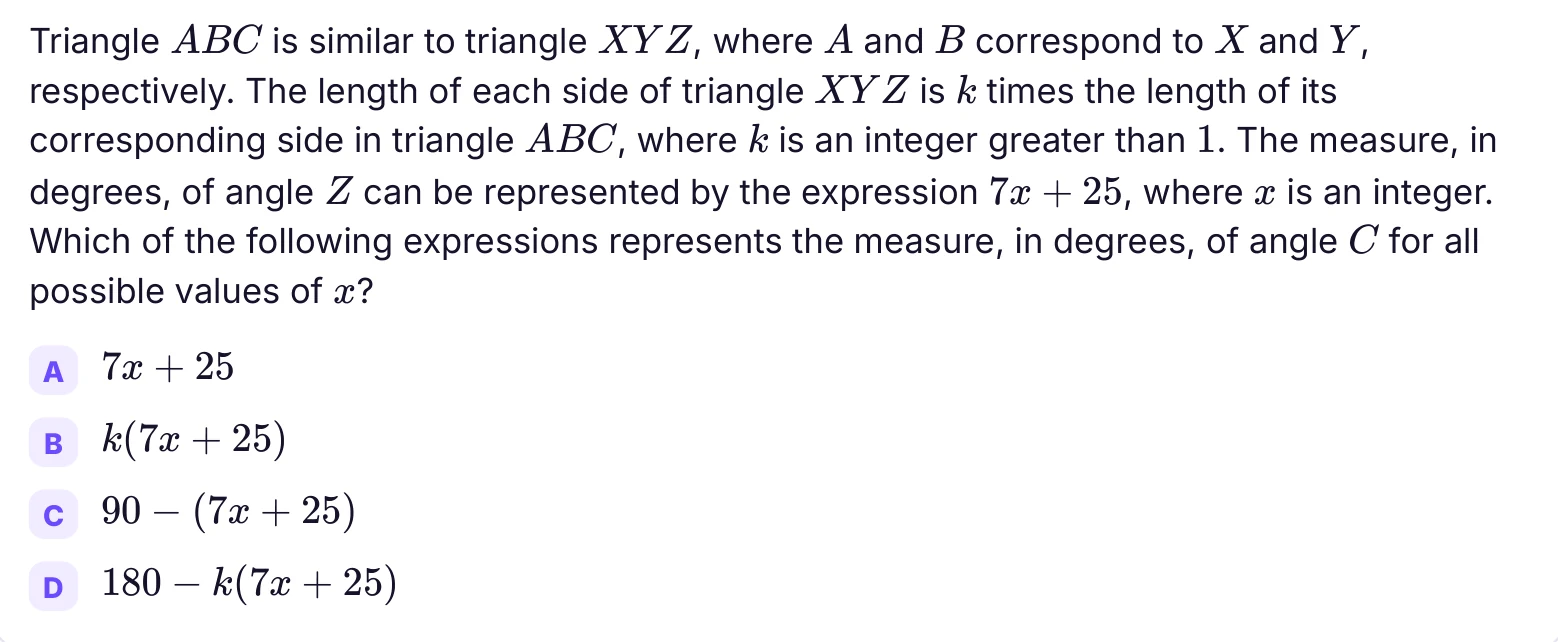 Triangle ABC is similar to triangle XYZ, where A and B correspond to X and Y,
respectively. The length of each side of triangle XYZ is k times the length of its
corresponding side in triangle ABC, where k is an integer greater than 1. The measure, in
degrees, of angle Z can be represented by the expression 7x + 25, where x is an integer.
Which of the following expressions represents the measure, in degrees, of angle C for all
possible values of x?
A 7x + 25
B k(7x + 25)
C 90 − (7x + 25)
D 180 − k(7x + 25)